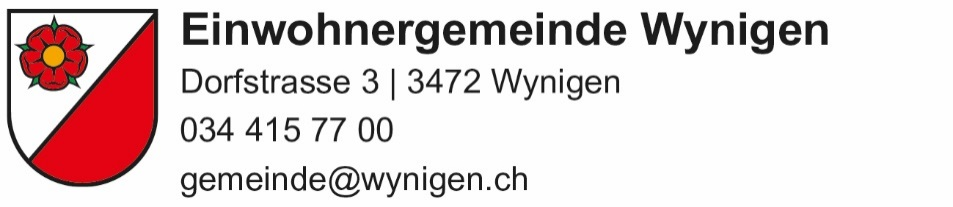 Einwohnergemeinde Wynigen
Dorfstrasse 3 | 3472 Wynigen
034 415 77 00
gemeinde@wynigen.ch